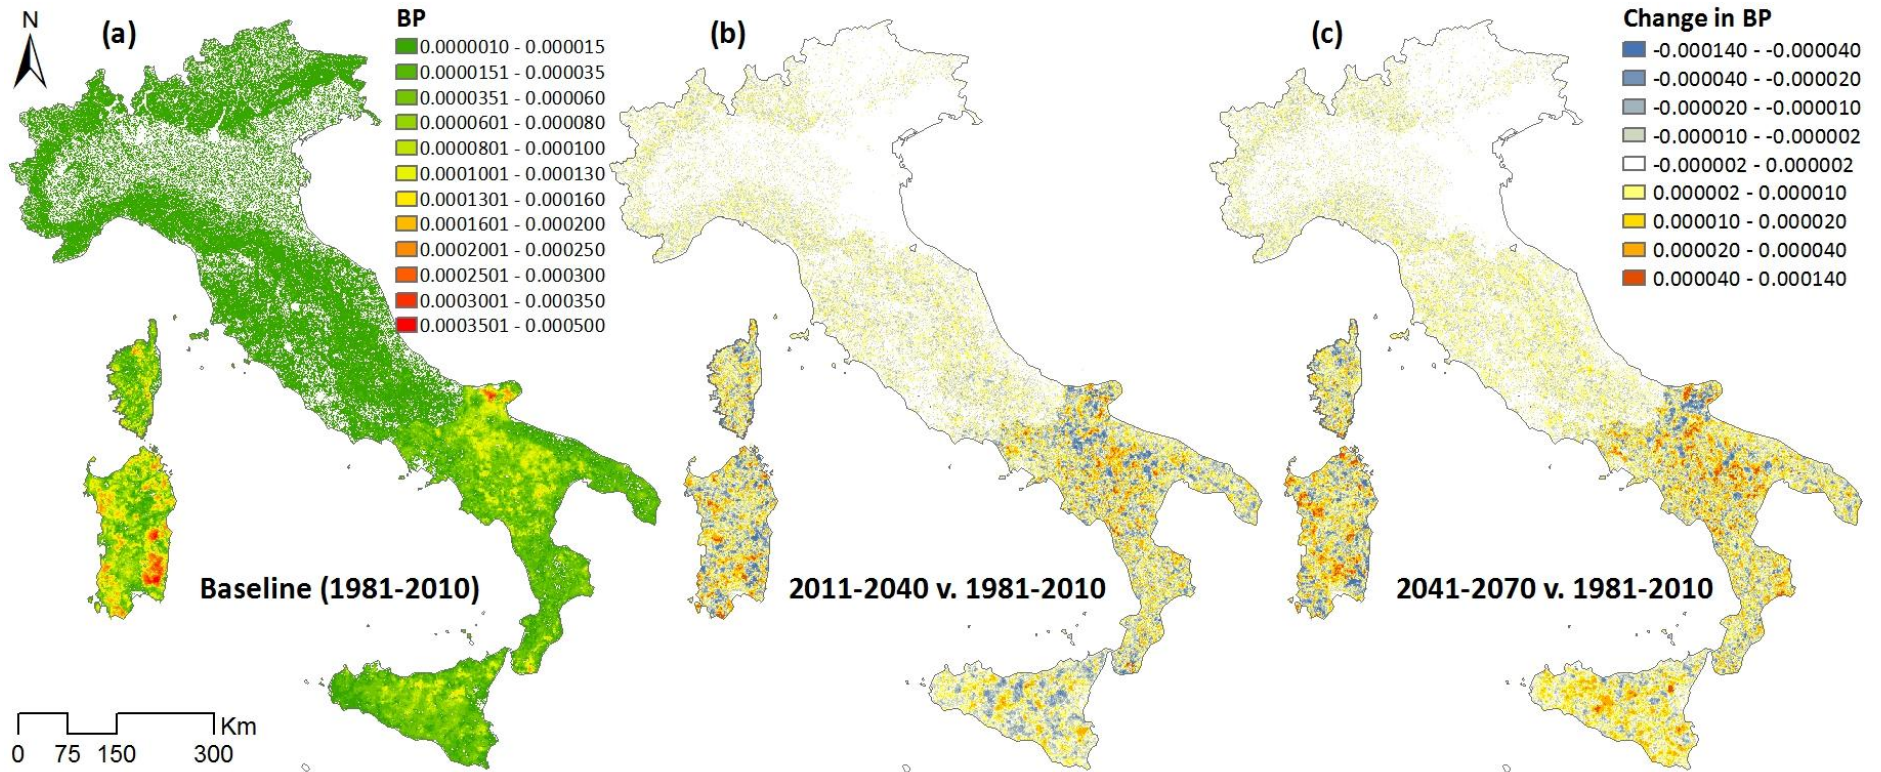 N
(a)
BP
0.0000010 - 0.000015
0.0000151 - 0.000035
0.0000351 - 0.000060
0.0000601 - 0.000080
0.0000801 - 0.000100
0.0001001 - 0.000130
0.0001301 - 0.000160
0.0001601 - 0.000200
0.0002001 - 0.000250
0.0002501 - 0.000300
0.0003001 - 0.000350
0.0003501 - 0.000500
Baseline (1981-2010)
Km
0 75 150 300
(b)
2011-2040 v. 1981-2010
(c)
Change in BP
-0.000140 - -0.000040
-0.000040 - -0.000020
-0.000020 - -0.000010
-0.000010 - -0.000002
-0.000002 - 0.000002
0.000002 - 0.000010
0.000010 - 0.000020
0.000020 - 0.000040
0.000040 - 0.000140
2041-2070 v. 1981-2010